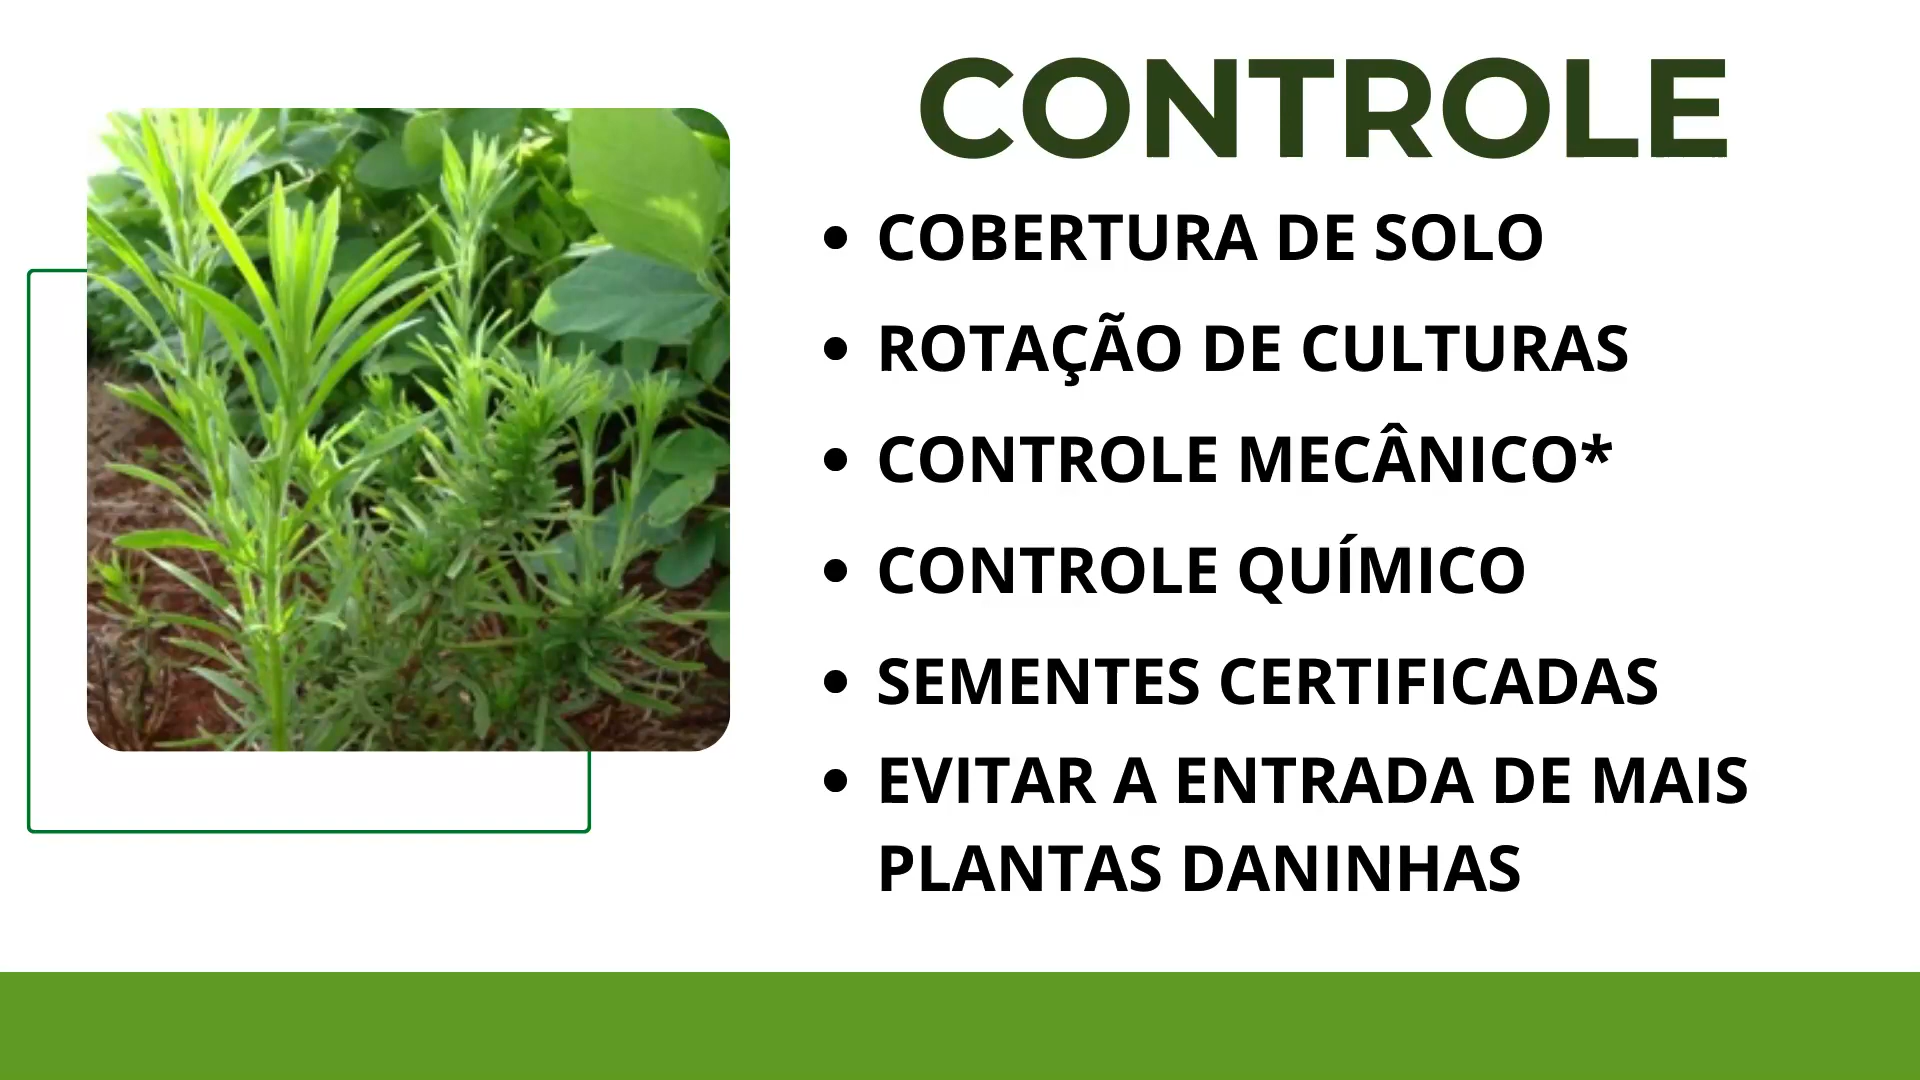 CONTROLE
• COBERTURA DE SOLO
• ROTAÇÃO DE CULTURAS
• CONTROLE MECÂNICO*
• CONTROLE QUÍMICO
• SEMENTES CERTIFICADAS
• EVITAR A ENTRADA DE MAIS
PLANTAS DANINHAS